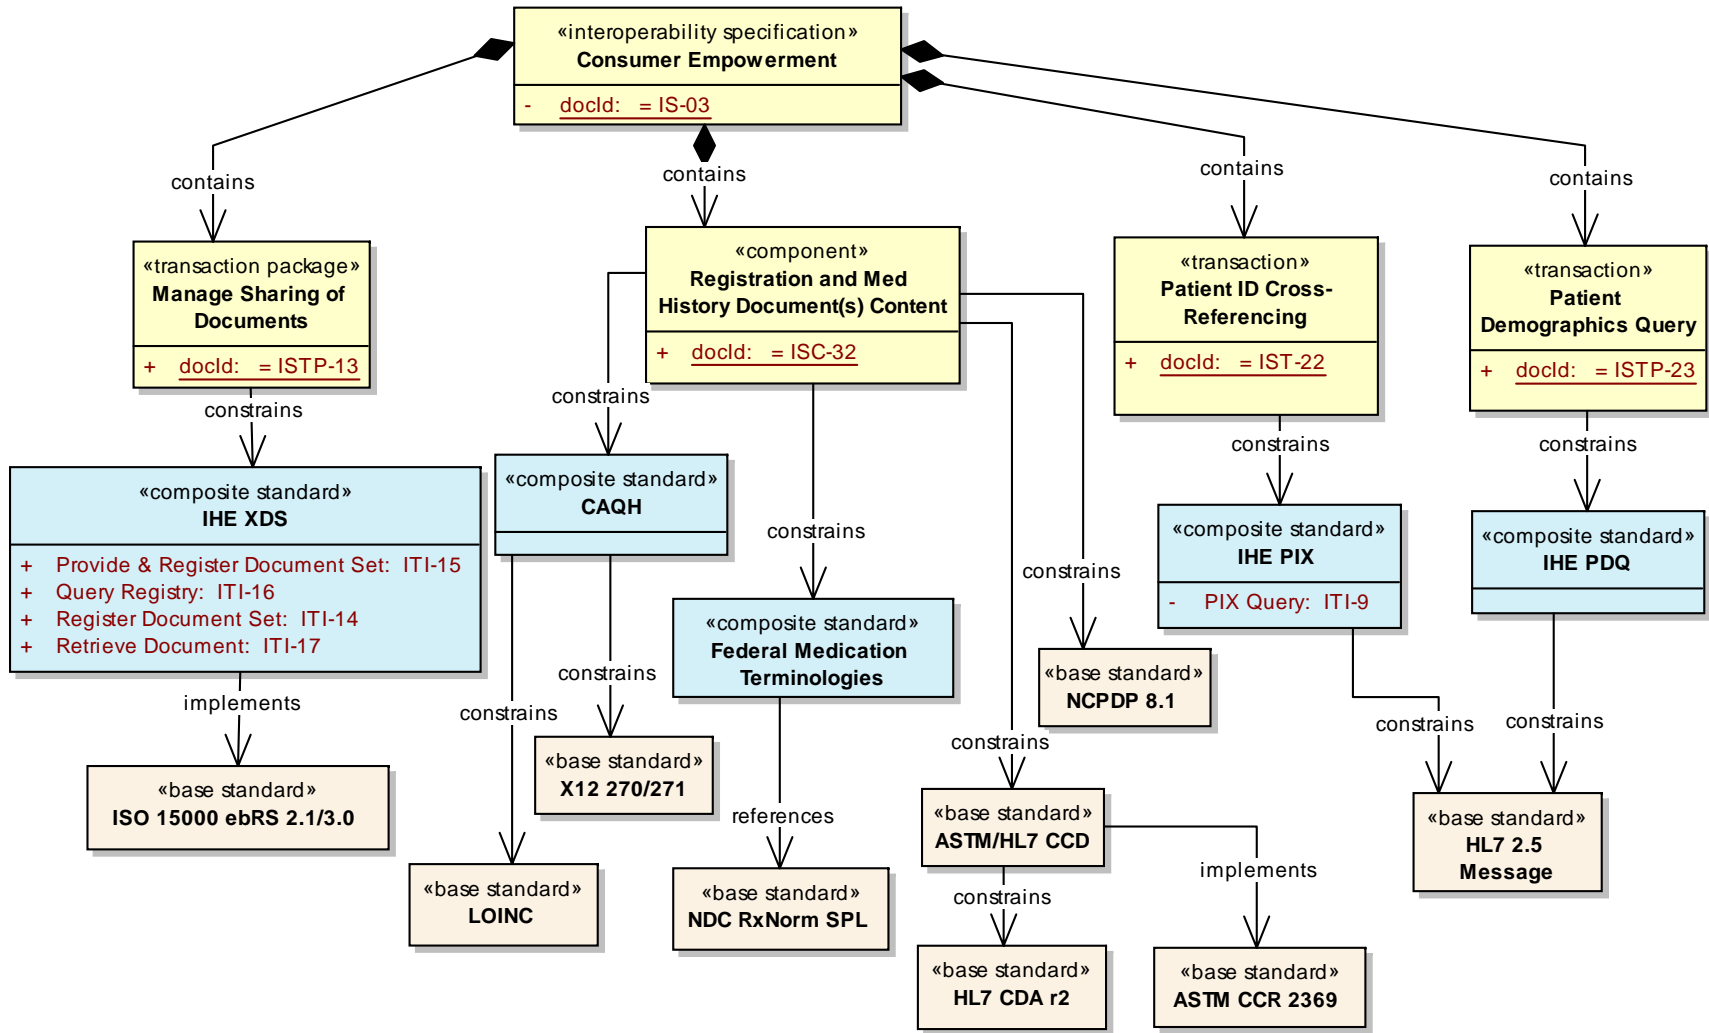 «interoperability specification»
Consumer Empowerment
- docId: = IS-03
contains
contains
contains
contains
«transaction package»
Manage Sharing of
Documents
+ docId: = ISTP-13
«component»
Registration and Med
History Document(s) Content
+ docId: = ISC-32
«transaction»
Patient ID Cross-
Referencing
+ docId: = IST-22
«transaction»
Patient
Demographics Query
+ docId: = ISTP-23
constrains
constrains
constrains
constrains
constrains
constrains
«composite standard»
IHE XDS
+ Provide & Register Document Set: ITI-15
+ Query Registry: ITI-16
+ Register Document Set: ITI-14
+ Retrieve Document: ITI-17
«composite standard»
CAQH
«composite standard»
Federal Medication
Terminologies
«composite standard»
IHE PIX
- PIX Query: ITI-9
«composite standard»
IHE PDQ
implements
constrains
constrains
references
constrains
constrains
constrains
«base standard»
NCPDP 8.1
«base standard»
ISO 15000 ebRS 2.1/3.0
«base standard»
X12 270/271
«base standard»
LOINC
«base standard»
NDC RxNorm SPL
«base standard»
ASTM/HL7 CCD
«base standard»
HL7 2.5
Message
constrains
implements
«base standard»
HL7 CDA r2
«base standard»
ASTM CCR 2369